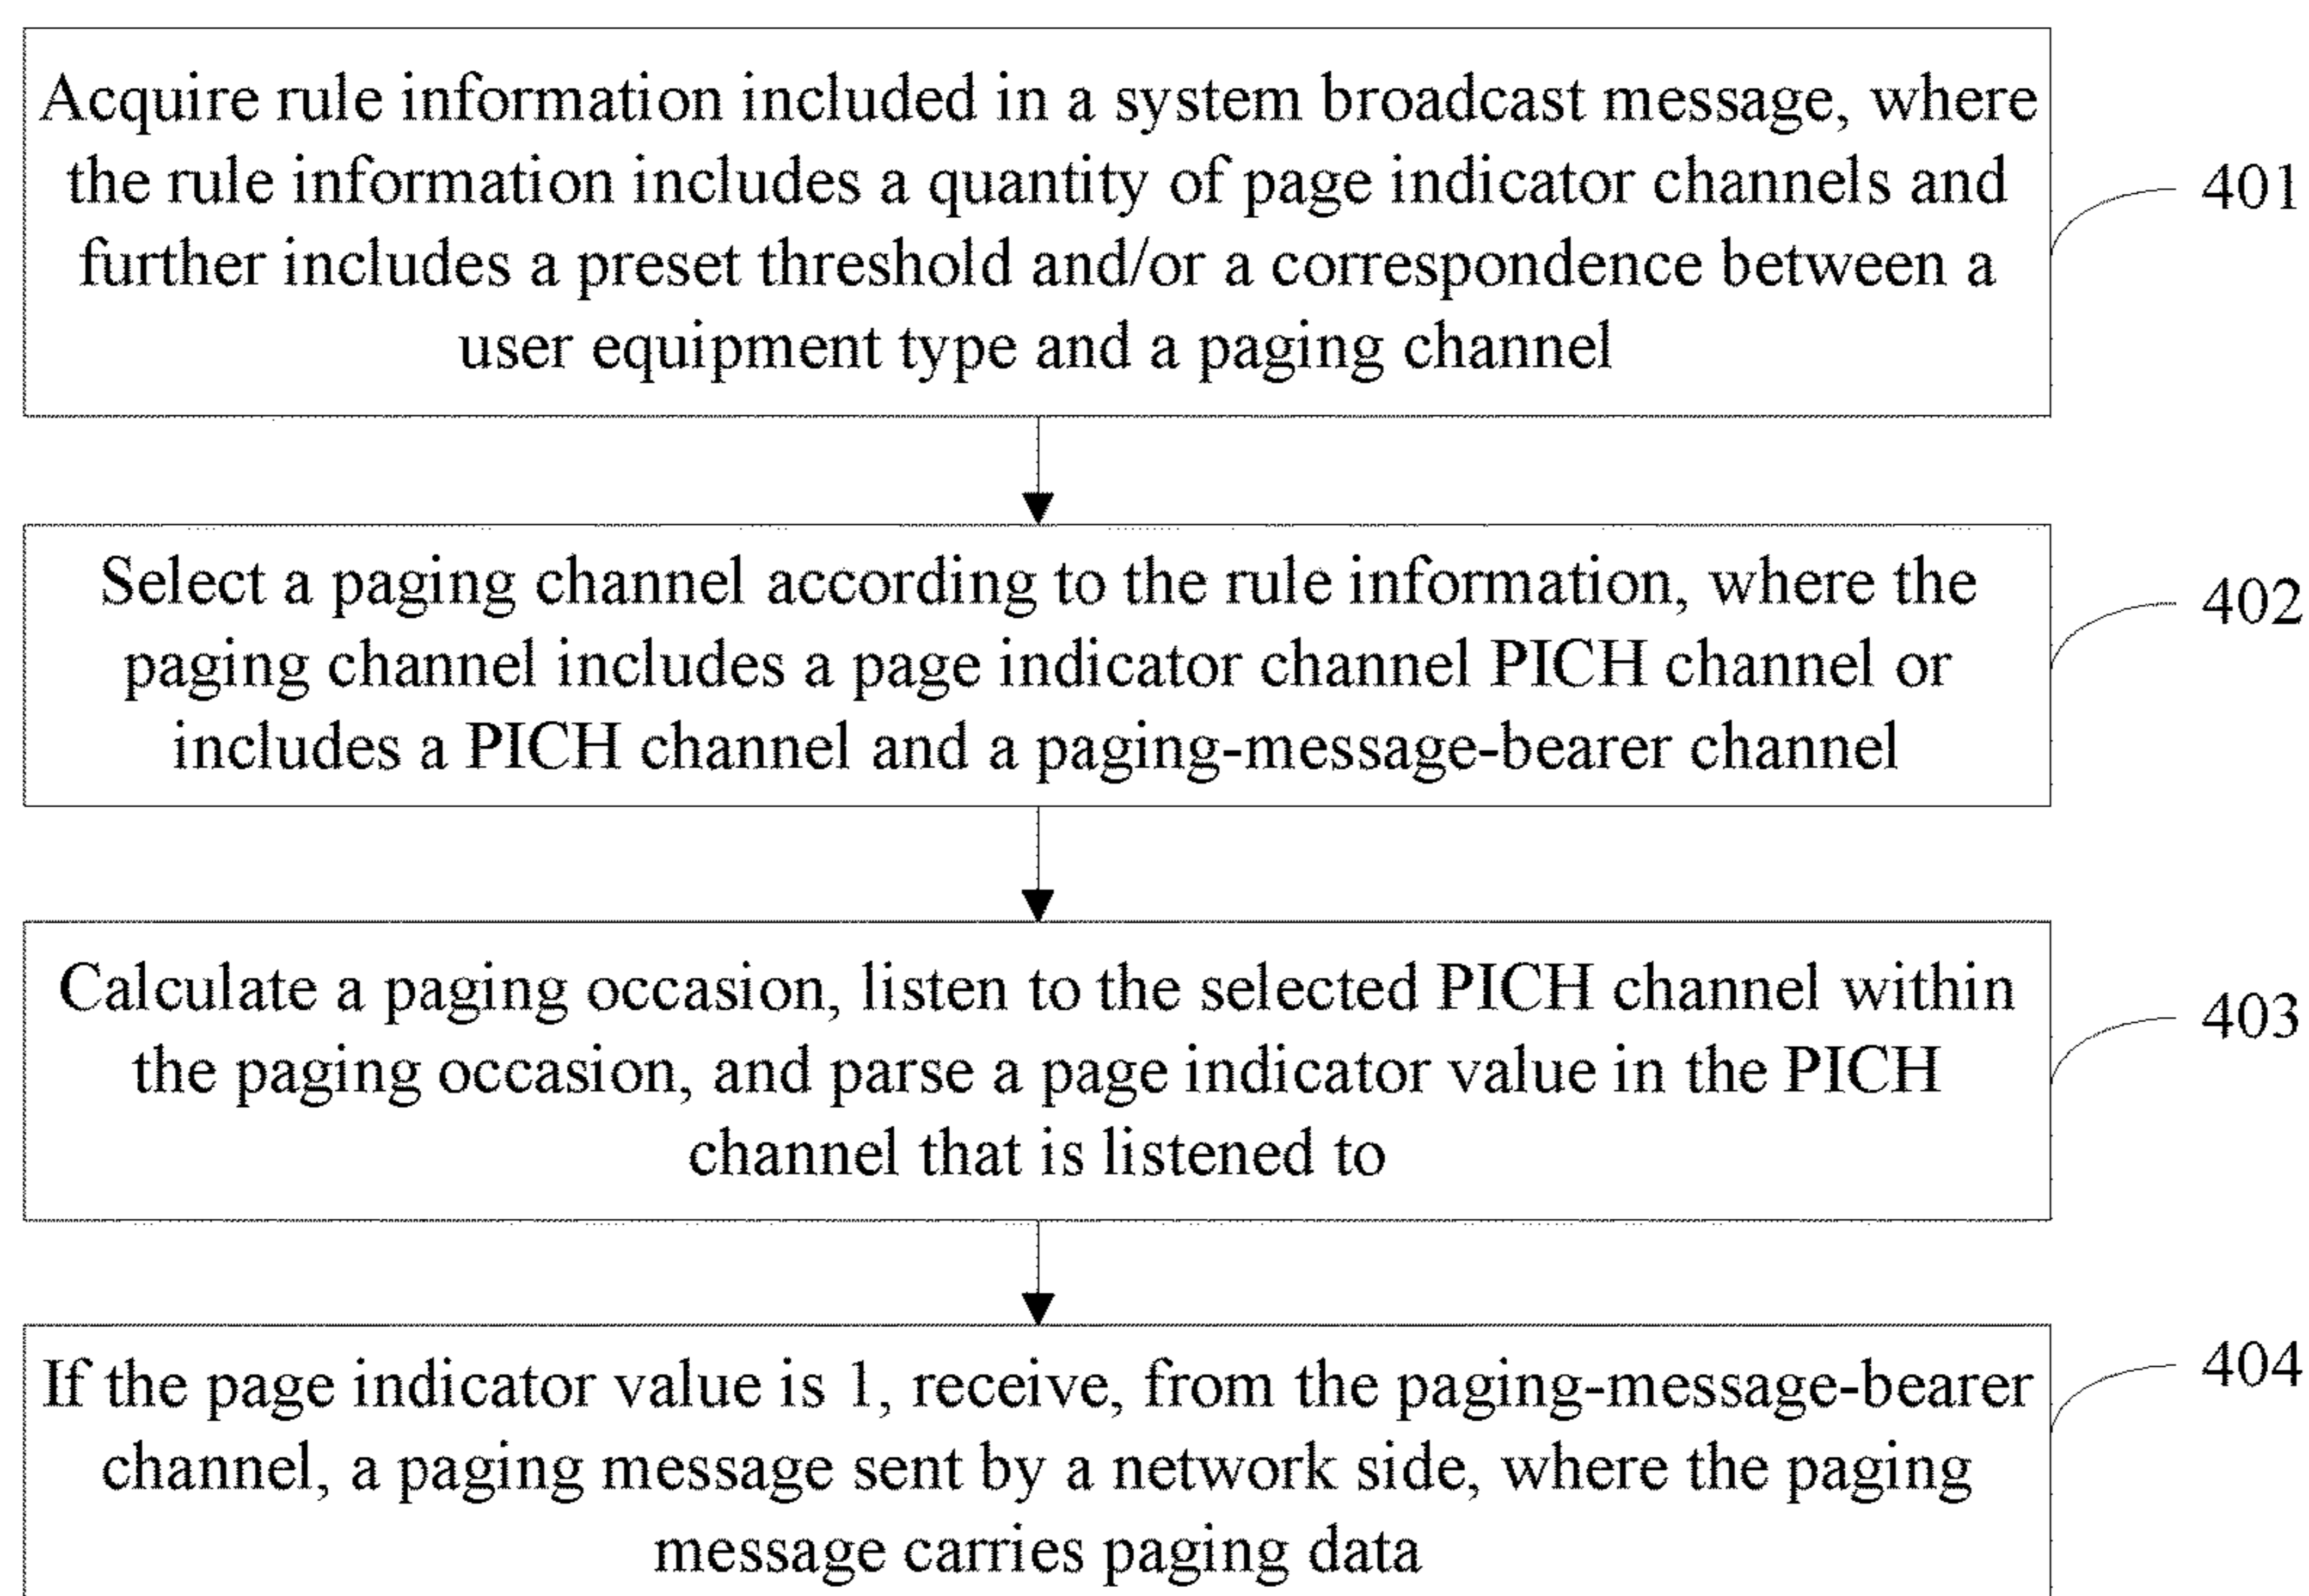 Acquire rule information included in a system broadcast message, where
the rule information includes a quantity of page indicator channels and
further includes a preset threshold and/or a correspondence between a
user equipment type and a paging channel
401
Select a paging channel according to the rule information, where the
paging channel includes a page indicator channel PICH channel or
includes a PICH channel and a paging-message-bearer channel
402
Calculate a paging occasion, listen to the selected PICH channel within
the paging occasion, and parse a page indicator value in the PICH
channel that is listened to
403
If the page indicator value is 1, receive, from the paging-message-bearer
channel, a paging message sent by a network side, where the paging
message carries paging data
404